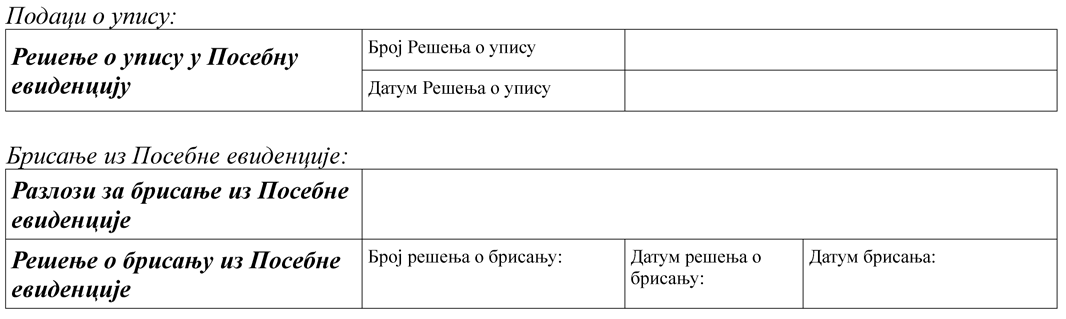 Подаци о упису:
Решење о упису у Посебну
евиденцију
Број Решења о упису
Датум Решења о упису
Брисање из Посебне евиденције:
Разлози за брисање из Посебне
евиденције
Решење о брисању из Посебне
евиденције
Број решења о брисању:
Датум решења о
брисању:
Датум брисања: